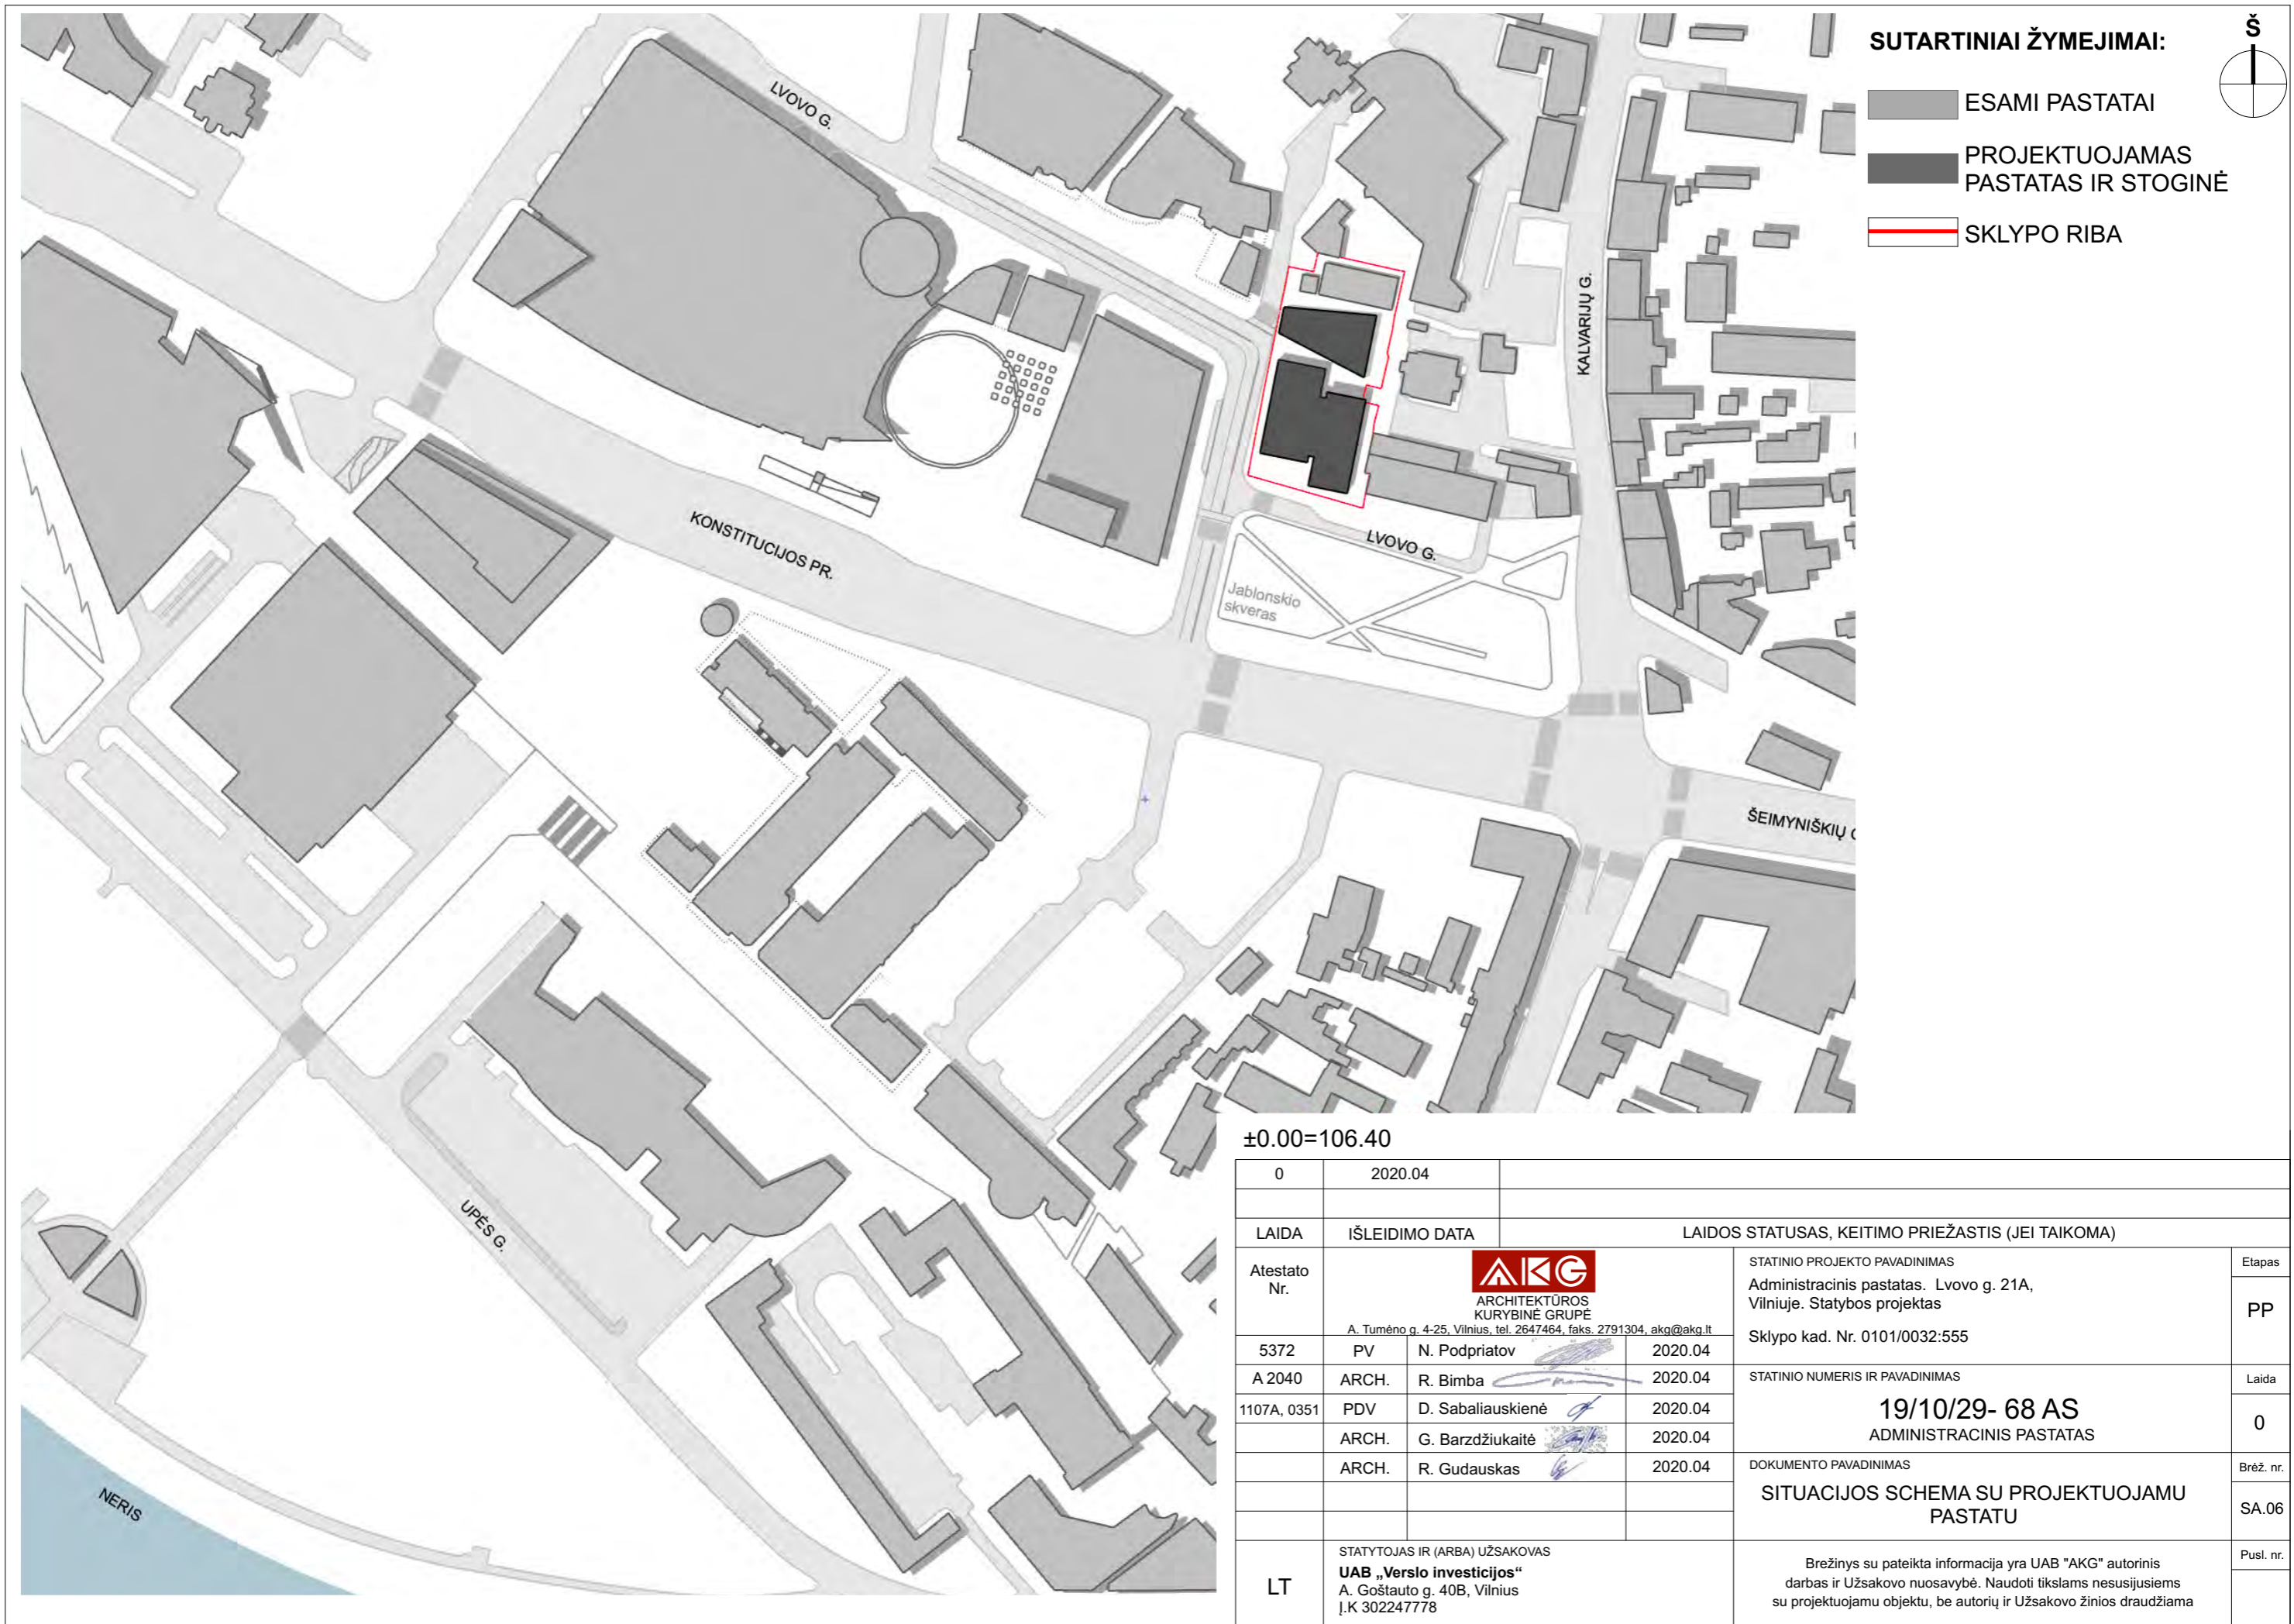 SUTARTINIAI ŽYMEJIMAI:
Š
ESAMI PASTATAI
PROJEKTUOJAMAS
PASTATAS IR STOGINĖ
SKLYPO RIBA
LVOVO G.
KALVARIJŲ G.
KONSTITUCIJOS PR.
LVOVO G.
Jablonskio
skveras
ŠEIMYNIŠKIŲ
UPĖS G.
NERIS
±0.00=106.40
0 2020.04
LAIDA IŠLEIDIMO DATA LAIDOS STATUSAS, KEITIMO PRIEŽASTIS (JEI TAIKOMA)
Atestato
Nr.
AKG
ARCHITEKTŪROS
KURYBINĖ GRUPĖ
A. Tumėno g. 4-25, Vilnius, tel. 2647464, faks. 2791304, akg@akg.lt
STATINIO PROJEKTO PAVADINIMAS
Administracinis pastatas. Lvovo g. 21A,
Vilniuje. Statybos projektas
Sklypo kad. Nr. 0101/0032:555
Etapas
PP
5372 PV N. Podpriatov 2020.04
A 2040 ARCH. R. Bimba 2020.04
1107A, 0351 PDV D. Sabaliauskienė 2020.04
ARCH. G. Barzdžiukaitė 2020.04
ARCH. R. Gudauskas 2020.04
STATINIO NUMERIS IR PAVADINIMAS
19/10/29- 68 AS
ADMINISTRACINIS PASTATAS
Laida
0
DOKUMENTO PAVADINIMAS
SITUACIJOS SCHEMA SU PROJEKTUOJAMU
PASTATU
Brėž. nr.
SA.06
LT
STATYTOJAS IR (ARBA) UŽSAKOVAS
UAB „Verslo investicijos“
A. Goštauto g. 40B, Vilnius
Į.K 302247778
Brežinys su pateikta informacija yra UAB "AKG" autorinis
darbas ir Užsakovo nuosavybė. Naudoti tikslams nesusijusiems
su projektuojamu objektu, be autorių ir Užsakovo žinios draudžiama
Pusl. nr.